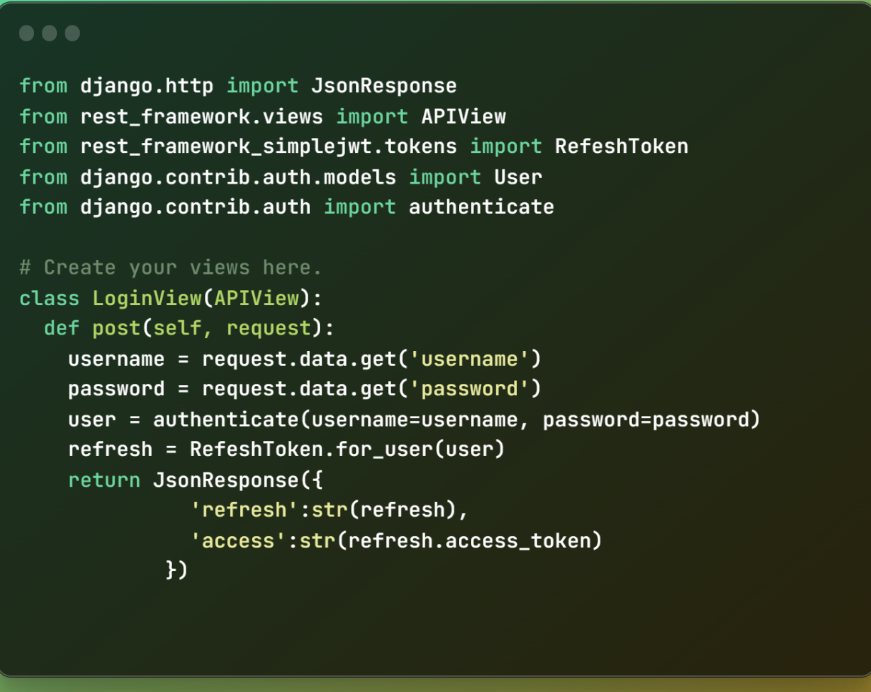 from django.http import JsonResponse
from rest_framework.views import APIView
from rest_framework_simplejwt.tokens import RefeshToken
from django.contrib.auth.models import User
from django.contrib.auth import authenticate

# Create your views here.
class LoginView(APIView):
  def post(self, request):
    username = request.data.get('username')
    password = request.data.get('password')
    user = authenticate(username=username, password=password)
    refresh = RefeshToken.for_user(user)
    return JsonResponse({
              'refresh':str(refresh),
              'access':str(refresh.access_token)
            })